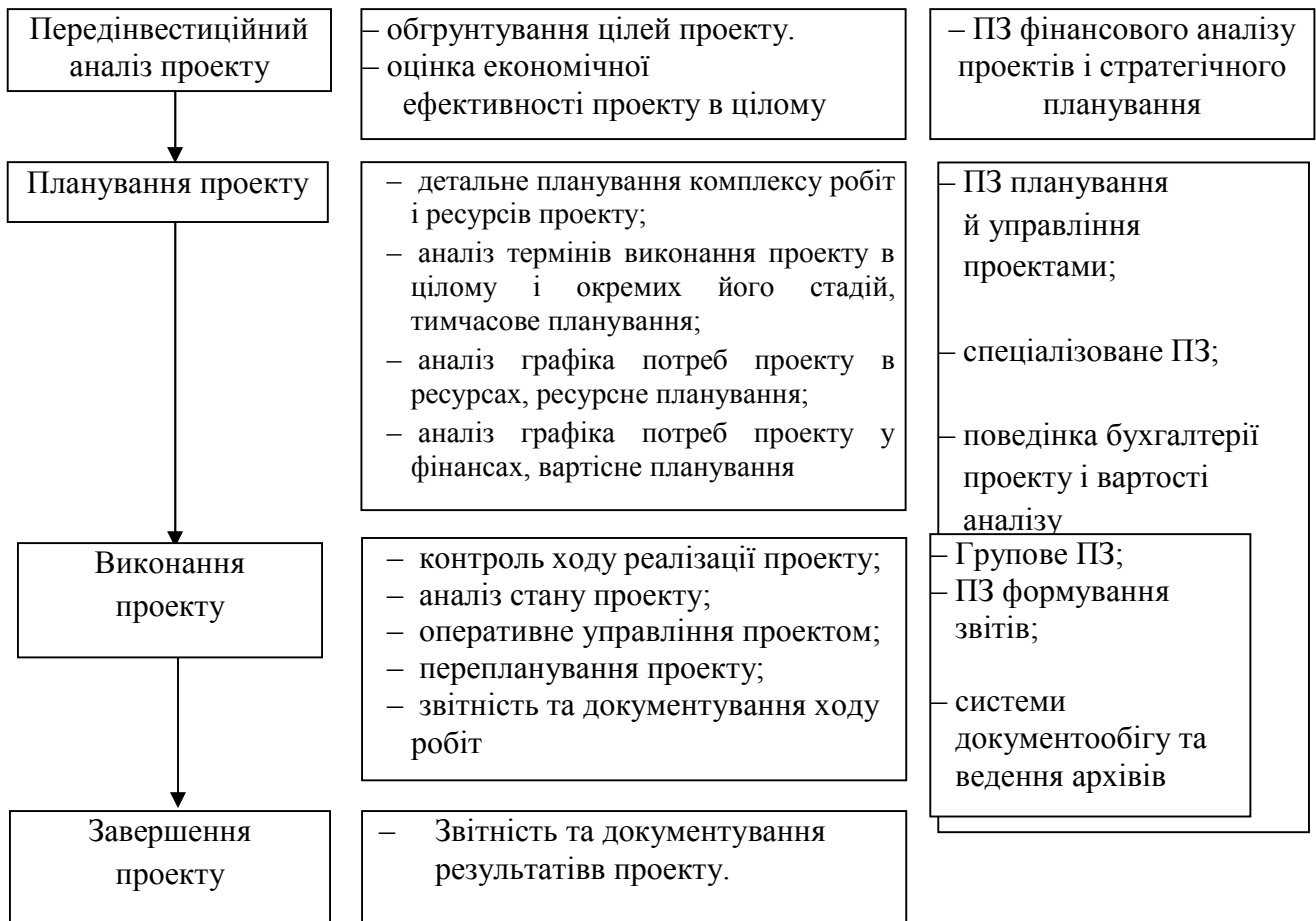 Передінвестиційний
аналіз проекту
– обгрунтування цілей проекту.
– оцінка економічної
ефективності проекту в цілому
– ПЗ фінансового аналізу
проектів і стратегічного
планування
Планування проекту
– детальне планування комплексу робіт
і ресурсів проекту;
– аналіз термінів виконання проекту в
цілому і окремих його стадій,
тимчасове планування;
– аналіз графіка потреб проекту в
ресурсах, ресурсне планування;
– аналіз графіка потреб проекту у
фінансах, вартісне планування
– ПЗ планування
й управління
проектами;
– спеціалізоване ПЗ;
– поведінка бухгалтерії
проекту і вартості
аналізу
Виконання
проекту
– контроль ходу реалізації проекту;
– аналіз стану проекту;
– оперативне управління проектом;
– перепланування проекту;
– звітність та документування ходу
робіт
– Групове ПЗ;
– ПЗ формування
звітів;
– системи
документообігу та
ведення архівів
Завершення
проекту
– Звітність та документування
результатівв проекту.